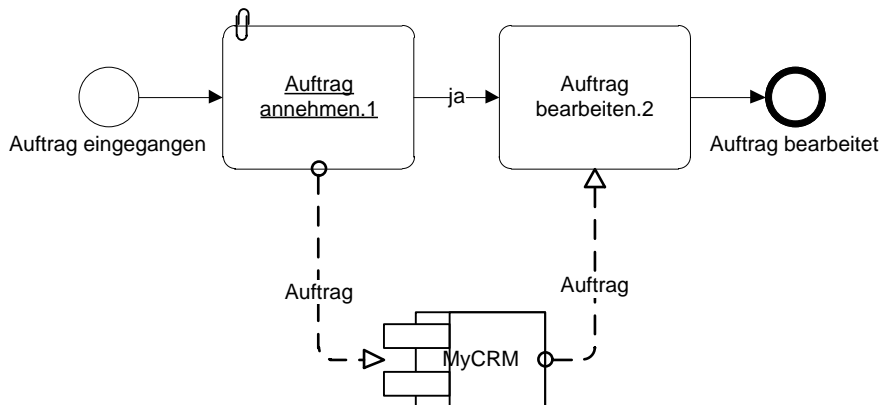 Auftrag
annehmen.1
ja
Auftrag
bearbeiten.2
Auftrag eingegangen
Auftrag bearbeitet
Auftrag
Auftrag
MyCRM